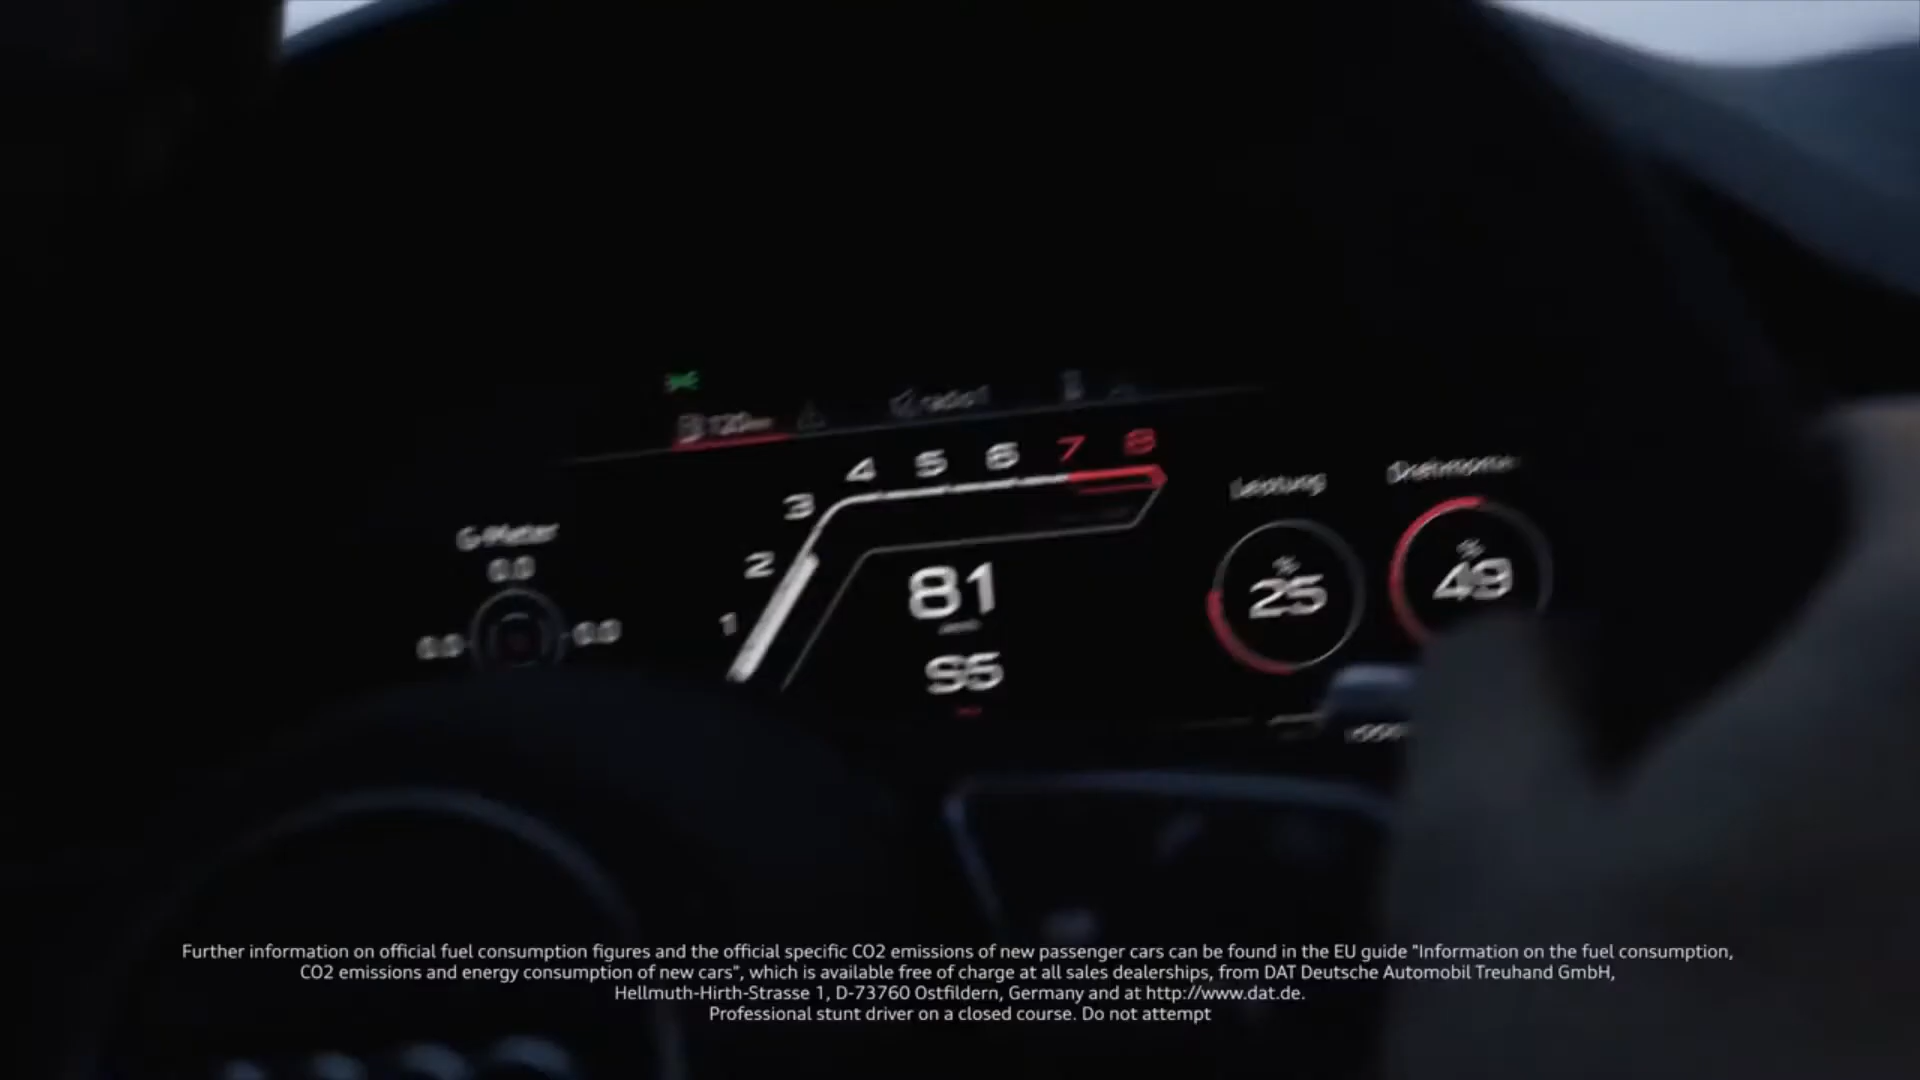 120km
radio1
4 5 6 7 8
3
2
1
G-Meter
0.0
0.0 0.0
81
km/h
S5
Leistung
%
25
Drehmoment
%
49
Further information on official fuel consumption figures and the official specific CO2 emissions of new passenger cars can be found in the EU guide "Information on the fuel consumption,
CO2 emissions and energy consumption of new cars", which is available free of charge at all sales dealerships, from DAT Deutsche Automobil Treuhand GmbH,
Hellmuth-Hirth-Strasse 1, D-73760 Ostfildern, Germany and at http://www.dat.de.
Professional stunt driver on a closed course. Do not attempt